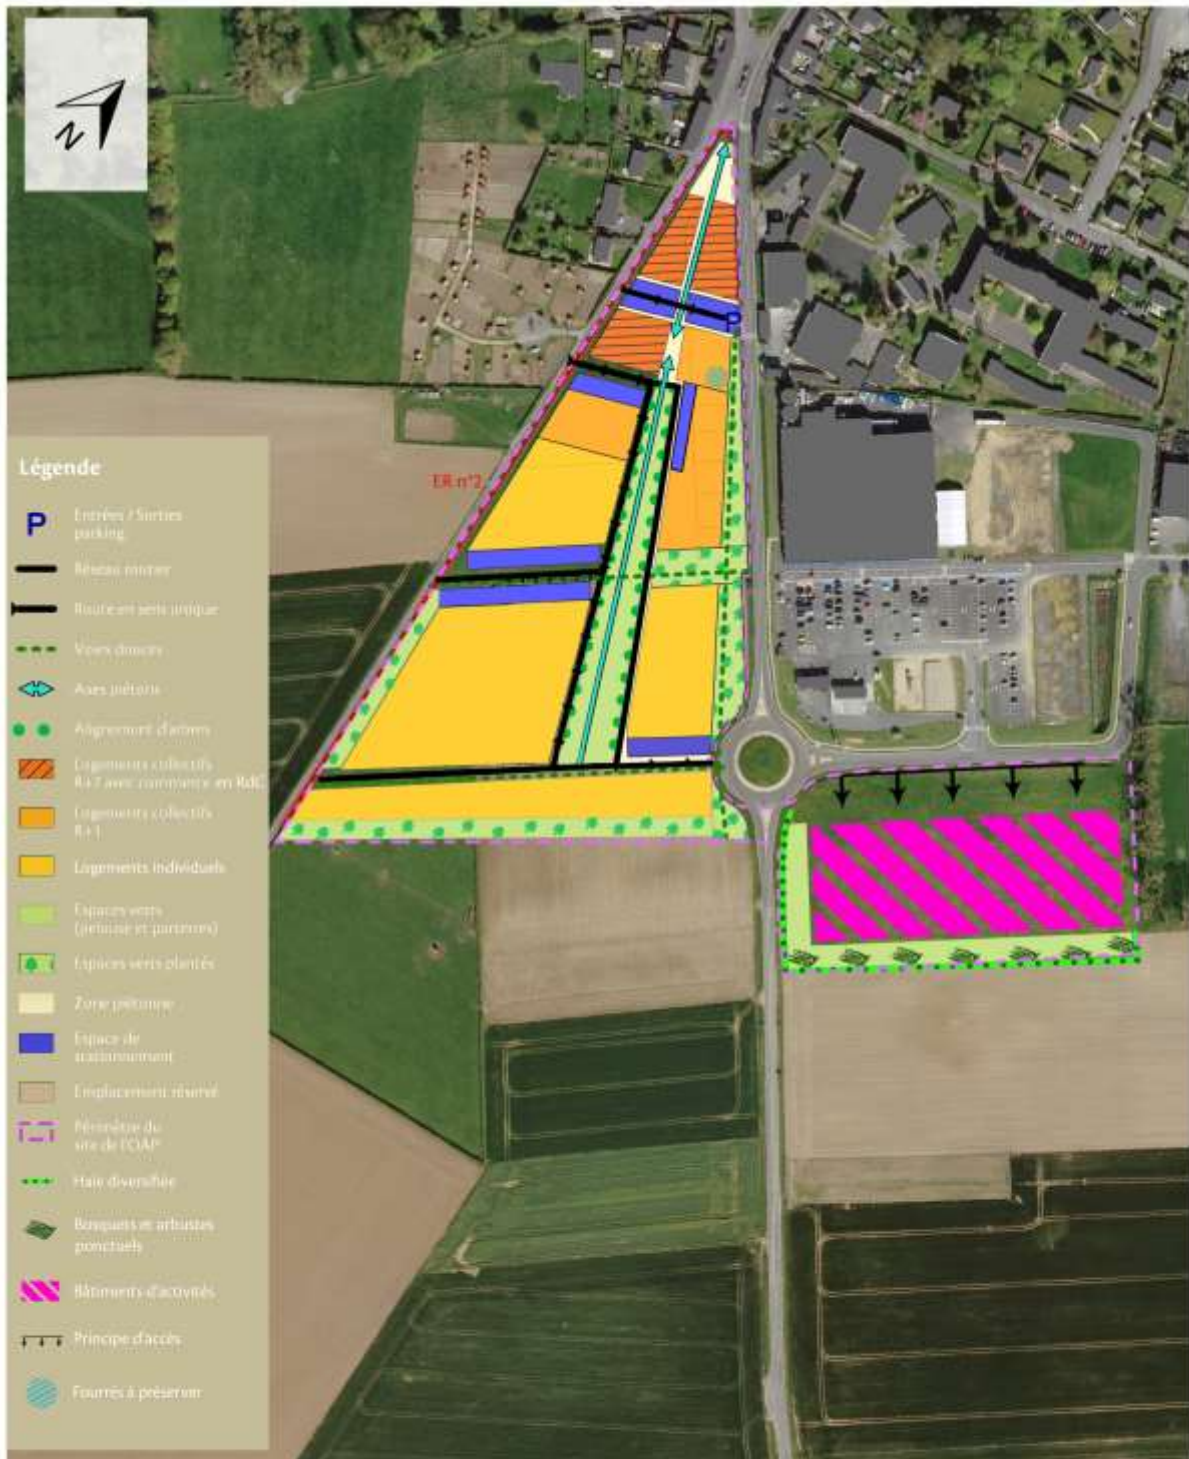 N
Légende
P
Entrées / Sorties
parking
Réseau routier
Route en sens unique
Voies douces
Axes piétons
Alignement d'arbres
Logements collectifs
R+2 avec commerce en RdC
Logements collectifs
R+1
Logements individuels
Espaces verts
(pelouse et parterres)
Espaces verts plantés
Zone piétonne
Espace de
stationnement
Emplacement réservé
Périmètre du
site de l'OAP
Haie diversifiée
Bosquets et arbustes
ponctuels
Bâtiments d'activités
Principe d'accès
Fourrés à préserver
P
ER n°2